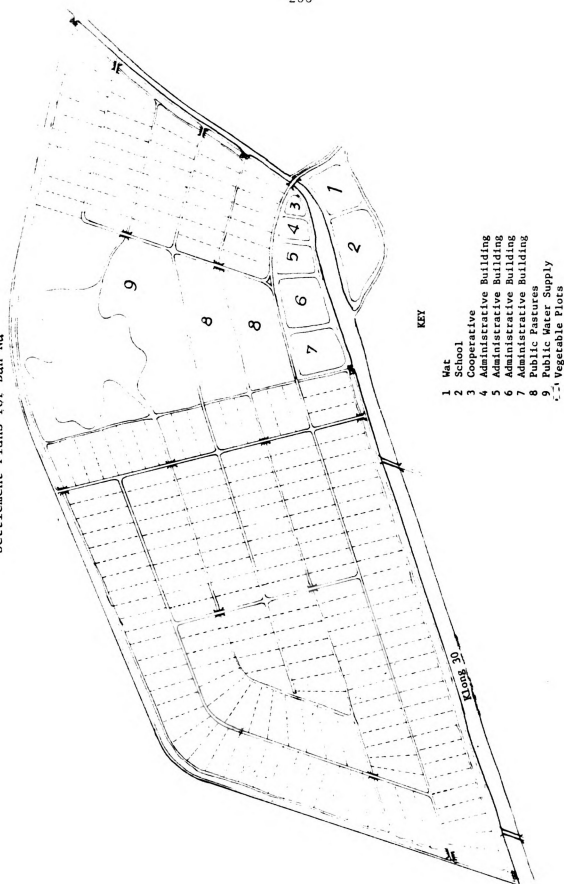 Settlement Plans for Ban Na
9
8
8
3
4
5
6
7
1
2
Klong 30
KEY
1 Wat
2 School
3 Cooperative
4 Administrative Building
5 Administrative Building
6 Administrative Building
7 Administrative Building
8 Public Pastures
9 Public Water Supply
Vegetable Plots